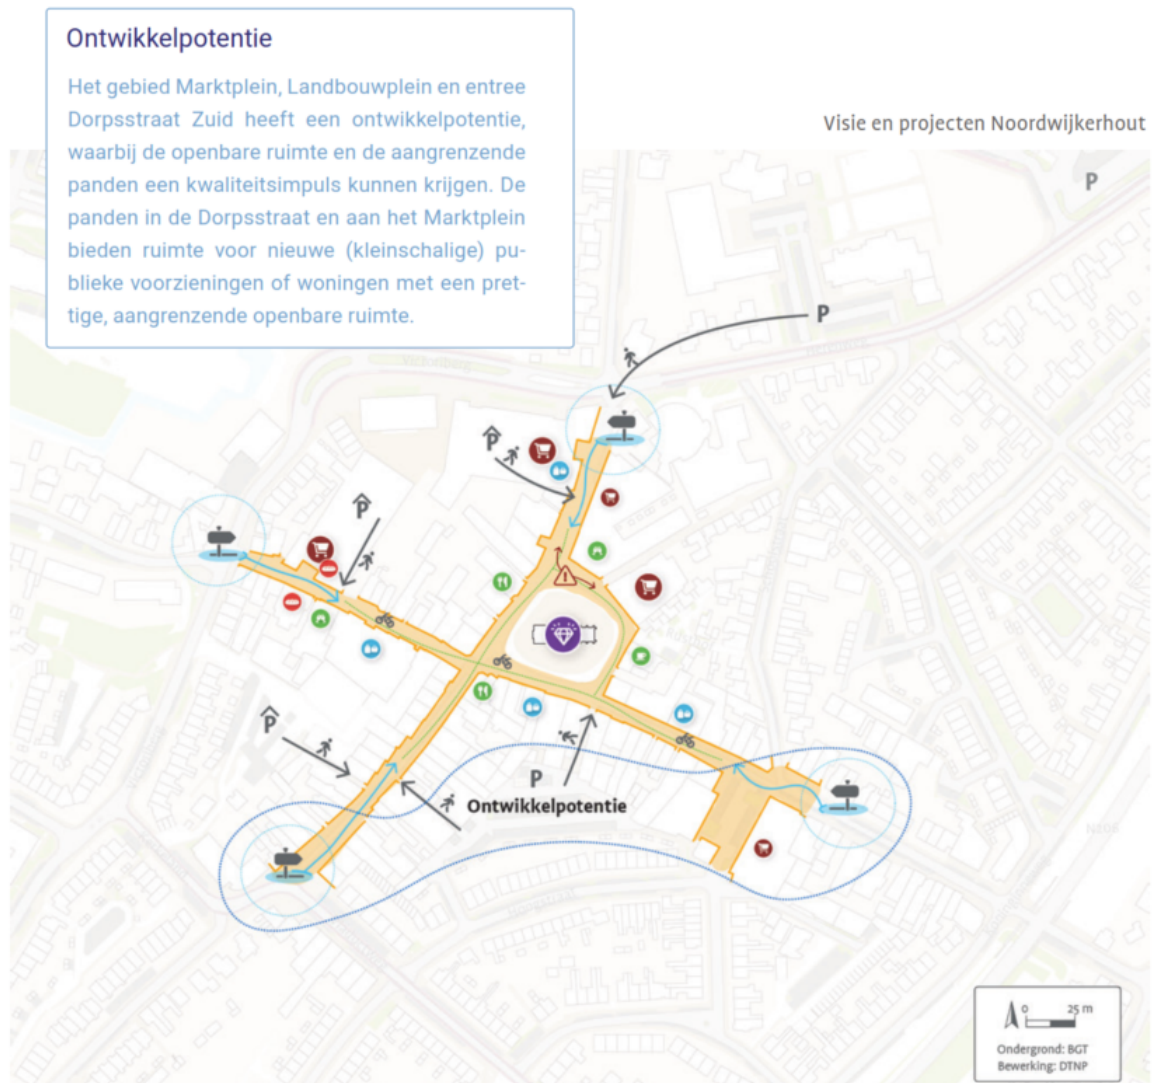 Ontwikkelpotentie
Het gebied Marktplein, Landbouwplein en entree
Dorpsstraat Zuid heeft een ontwikkelpotentie,
waarbij de openbare ruimte en de aangrenzende
panden een kwaliteitsimpuls kunnen krijgen. De
panden in de Dorpsstraat en aan het Marktplein
bieden ruimte voor nieuwe (kleinschalige) pu-
blieke voorzieningen of woningen met een pret-
tige, aangrenzende openbare ruimte.
Visie en projecten Noordwijkerhout
P
P
P
P
P
P
Ontwikkelpotentie
N206
0 25 m
Ondergrond: BGT
Bewerking: DTNP